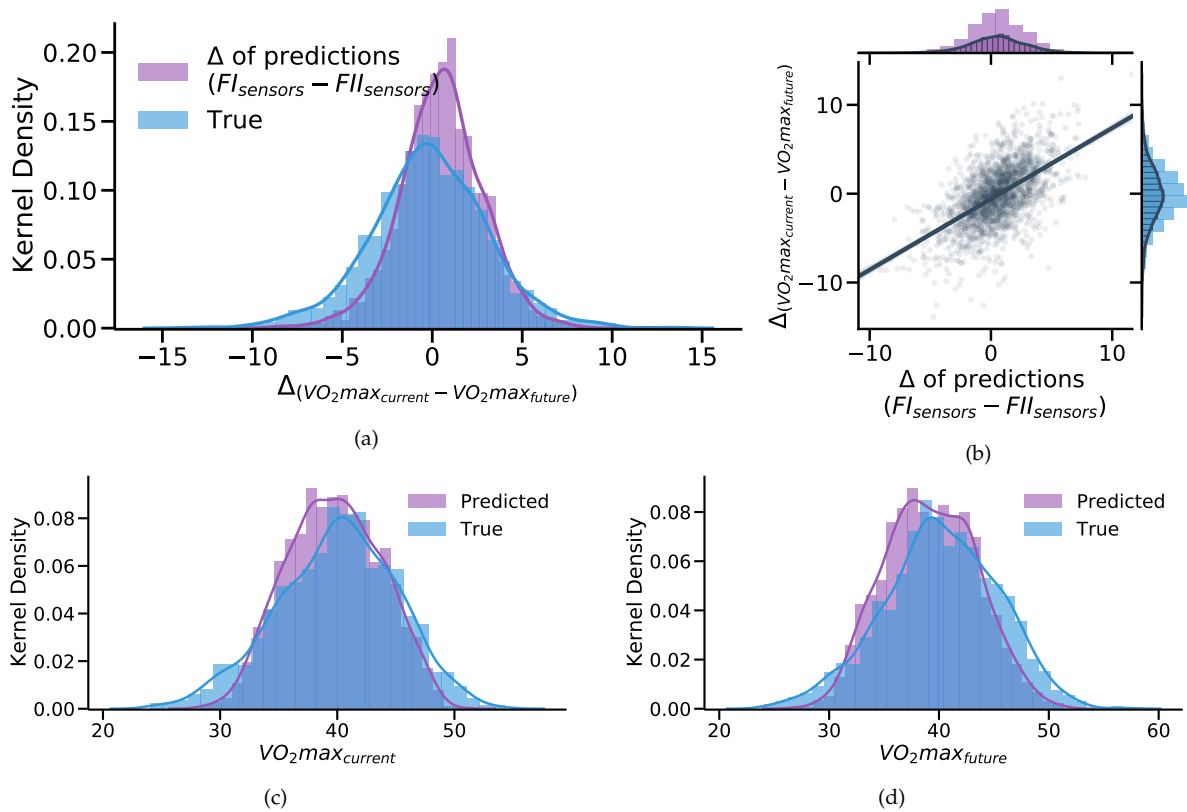 0.20
0.15
0.10
0.05
0.00
Kernel Density
Δ of predictions
(FI_sensors − FII_sensors)
True
−15 −10 −5 0 5 10 15
Δ(VO₂max_current − VO₂max_future)
(a)
10
0
−10
Δ(VO₂max_current − VO₂max_future)
−10 0 10
Δ of predictions
(FI_sensors − FII_sensors)
(b)
0.08
0.06
0.04
0.02
0.00
Kernel Density
Predicted
True
20 30 40 50
VO₂max_current
(c)
0.08
0.06
0.04
0.02
0.00
Kernel Density
Predicted
True
20 30 40 50 60
VO₂max_future
(d)